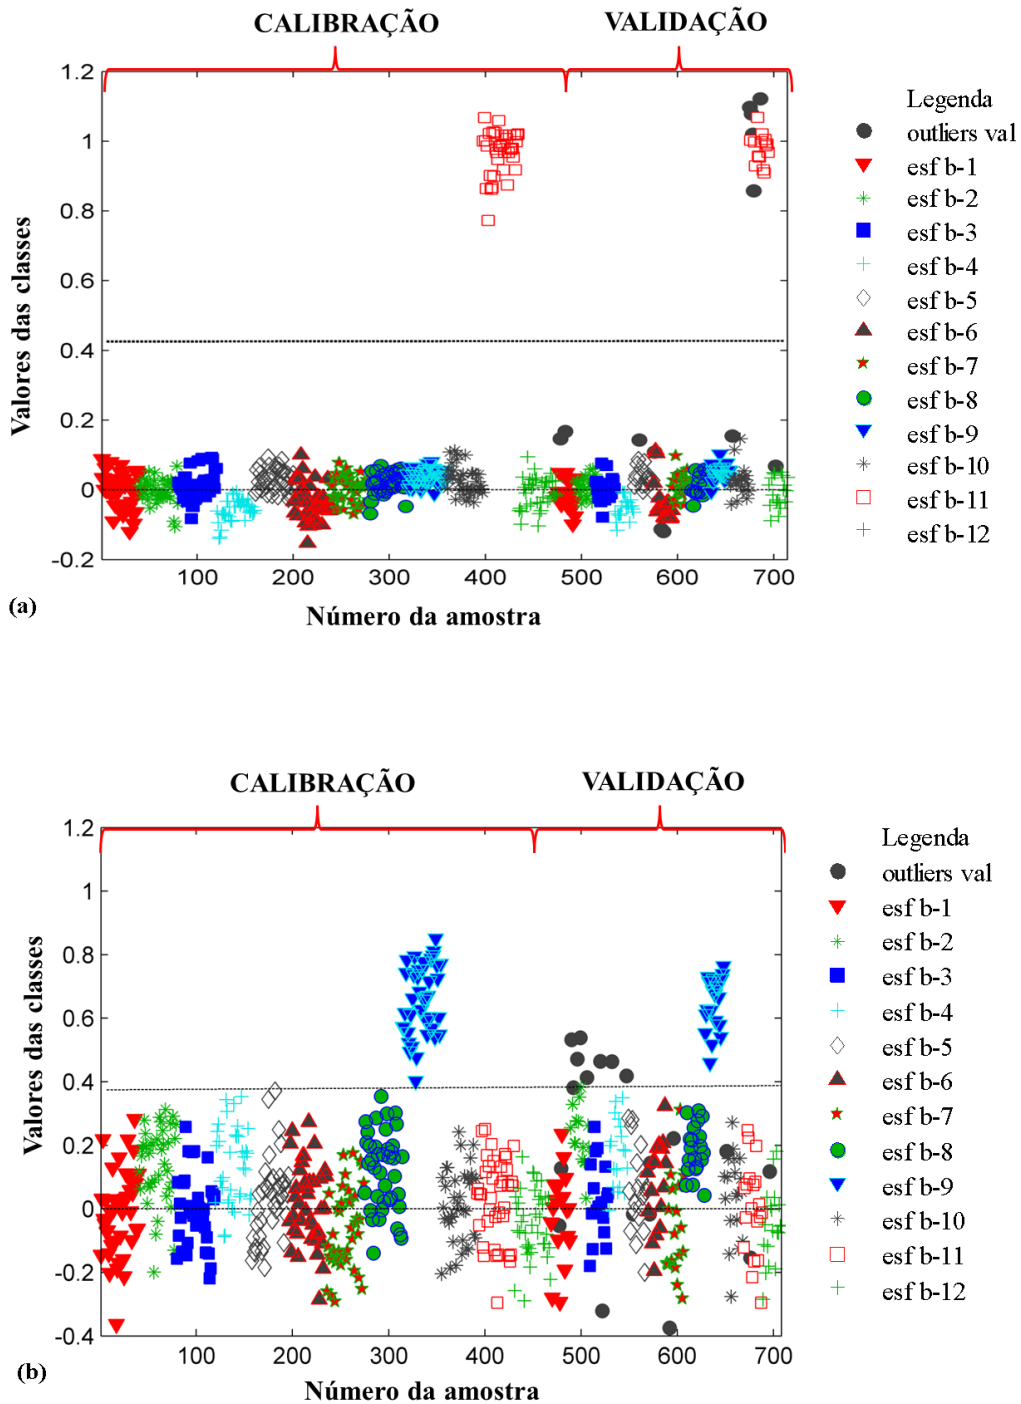 CALIBRAÇÃO VALIDAÇÃO
1.2
1
0.8
0.6
0.4
0.2
0
-0.2
100 200 300 400 500 600 700
Valores das classes
Número da amostra
(a)
Legenda
outliers val
esf b-1
esf b-2
esf b-3
esf b-4
esf b-5
esf b-6
esf b-7
esf b-8
esf b-9
esf b-10
esf b-11
esf b-12
CALIBRAÇÃO VALIDAÇÃO
1.2
1
0.8
0.6
0.4
0.2
0
-0.2
-0.4
100 200 300 400 500 600 700
Valores das classes
Número da amostra
(b)
Legenda
outliers val
esf b-1
esf b-2
esf b-3
esf b-4
esf b-5
esf b-6
esf b-7
esf b-8
esf b-9
esf b-10
esf b-11
esf b-12